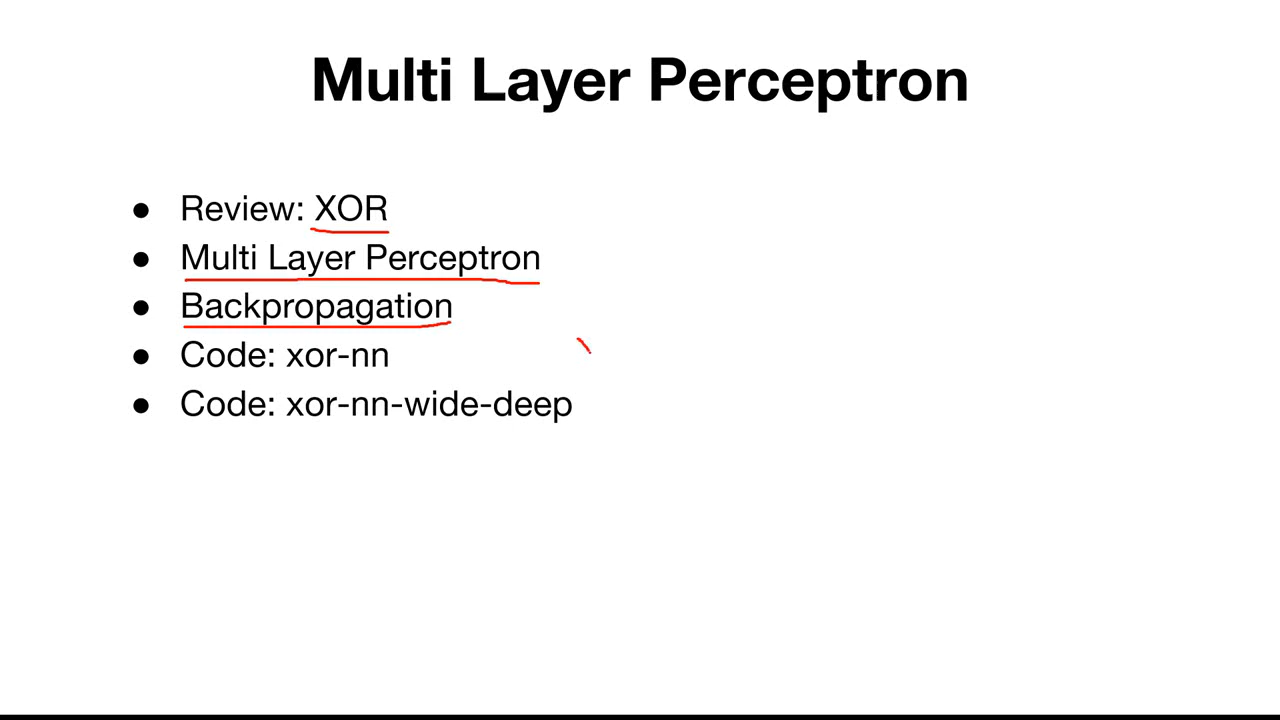 Multi Layer Perceptron
● Review: XOR
● Multi Layer Perceptron
● Backpropagation
● Code: xor-nn
● Code: xor-nn-wide-deep